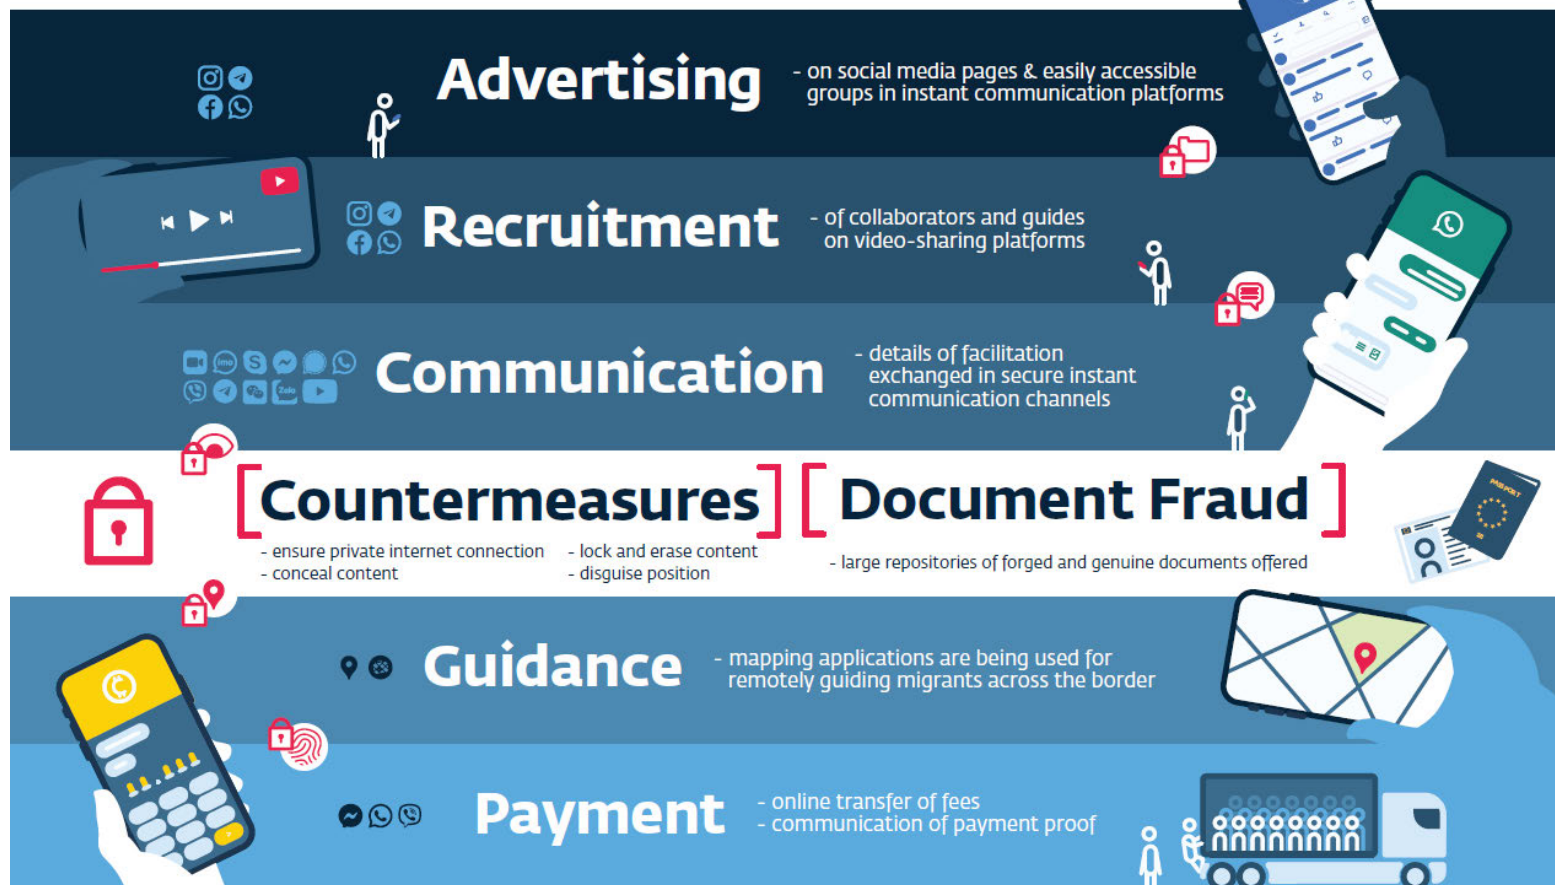 Advertising
- on social media pages & easily accessible
groups in instant communication platforms
Recruitment
- of collaborators and guides
on video-sharing platforms
imo
Zalo
Communication
- details of facilitation
exchanged in secure instant
communication channels
Countermeasures
- ensure private internet connection
- conceal content
- lock and erase content
- disguise position
Document Fraud
- large repositories of forged and genuine documents offered
PASSPORT
Guidance
- mapping applications are being used for
remotely guiding migrants across the border
Payment
- online transfer of fees
- communication of payment proof